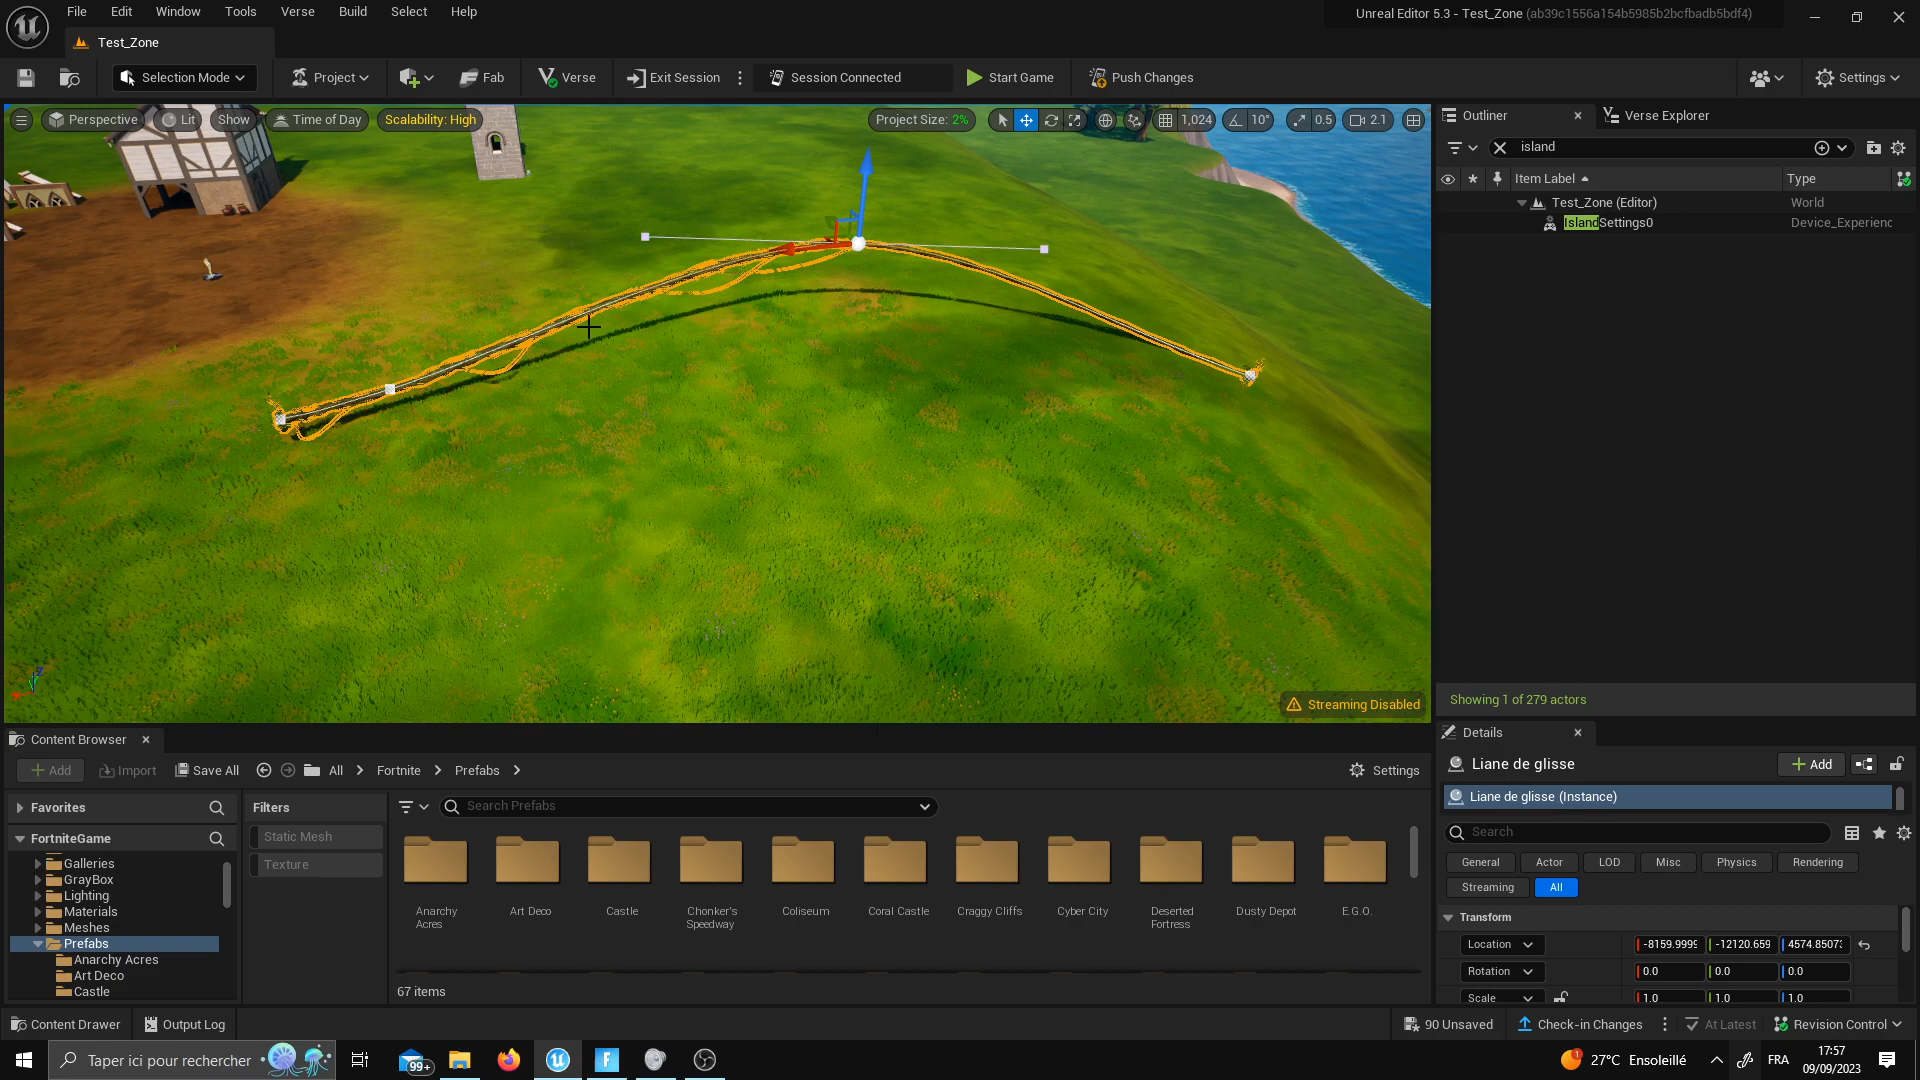 File Edit Window Tools Verse Build Select Help
Unreal Editor 5.3 - Test_Zone (ab39c1556a154b5985b2bcfbadb5bdf4)
Test_Zone
Selection Mode Project Fab Verse Exit Session Session Connected Start Game Push Changes Settings
Perspective Lit Show Time of Day Scalability: High Project Size: 2% 1,024 10° 0.5 2.1
Outliner Verse Explorer
island
Item Label Type
Test_Zone (Editor) World
IslandSettings0 Device_Experienc
Streaming Disabled
Showing 1 of 279 actors
Content Browser
Add Import Save All All Fortnite Prefabs Settings
Favorites
FortniteGame
Galleries
GrayBox
Lighting
Materials
Meshes
Prefabs
Anarchy Acres
Art Deco
Castle
Filters
Static Mesh
Texture
Search Prefabs
Anarchy Acres
Art Deco
Castle
Chonker's Speedway
Coliseum
Coral Castle
Craggy Cliffs
Cyber City
Deserted Fortress
Dusty Depot
E.G.O.
67 items
Details
Liane de glisse Add
Liane de glisse (Instance)
Search
General Actor LOD Misc Physics Rendering
Streaming All
Transform
Location -8159.9999 -12120.659 4574.8507
Rotation 0.0 0.0 0.0
Scale 1.0 1.0 1.0
Content Drawer Output Log 90 Unsaved Check-in Changes At Latest Revision Control
Taper ici pour rechercher 99+ 1 27°C Ensoleillé FRA 17:57
09/09/2023